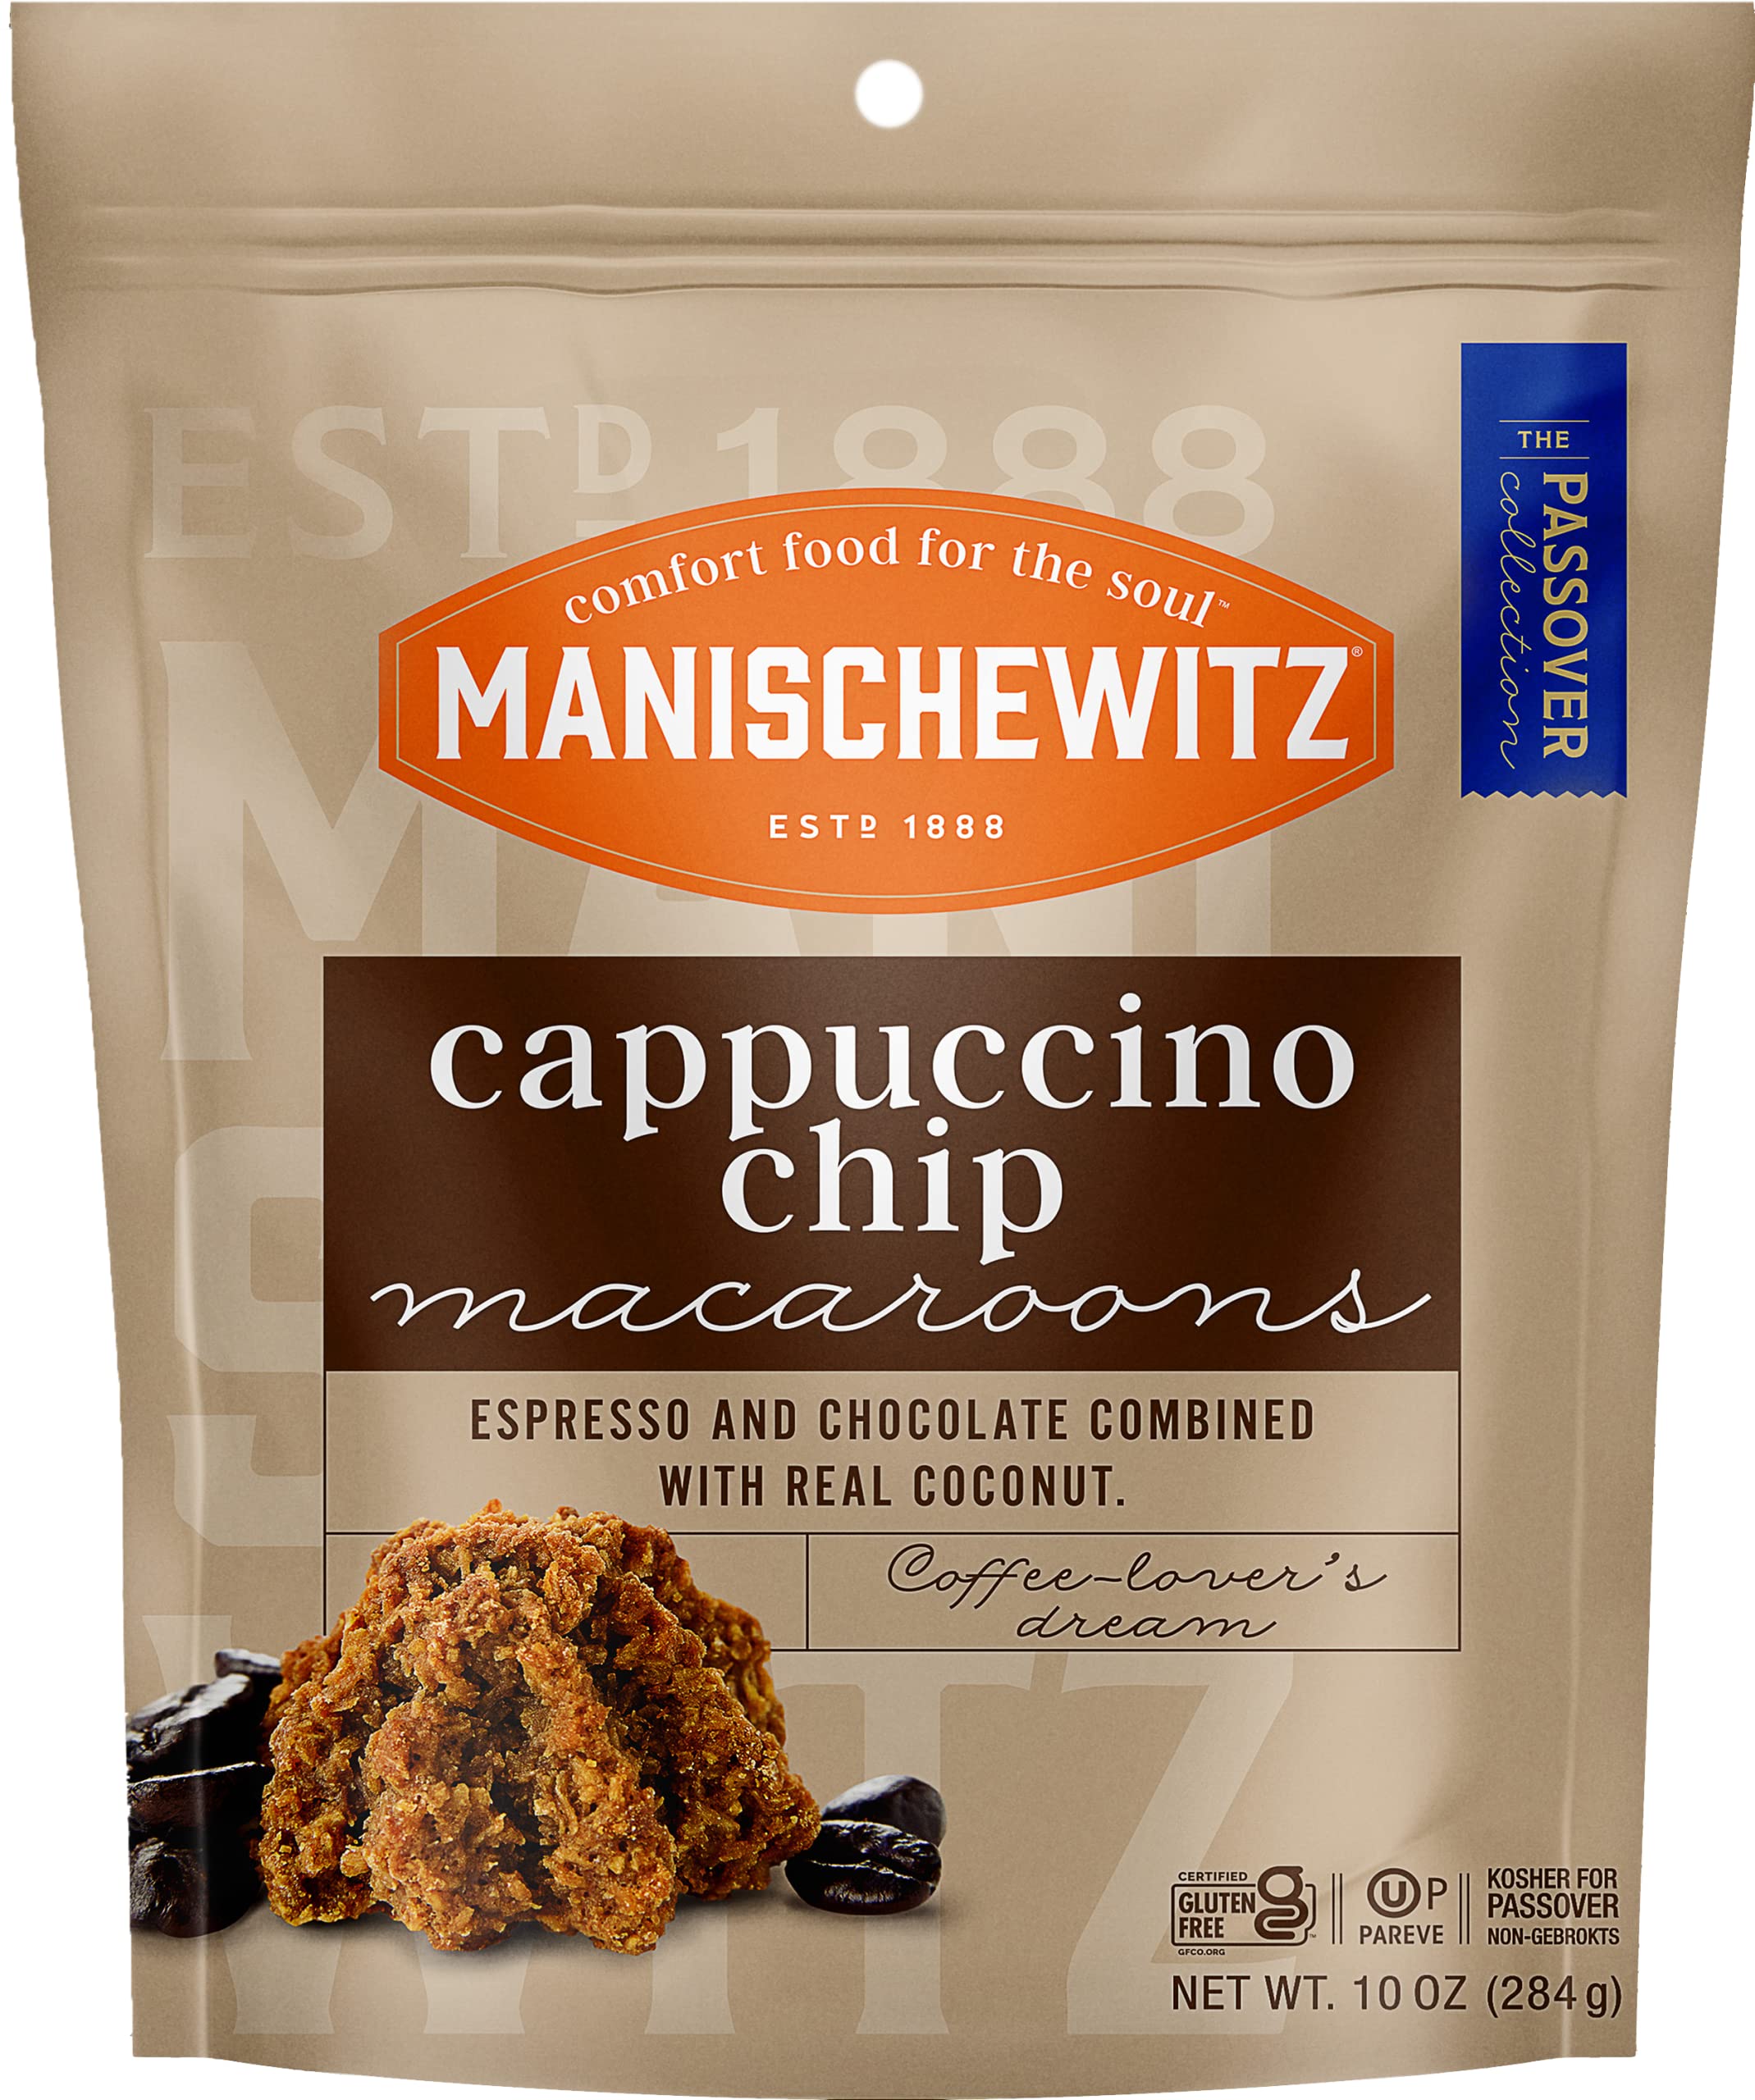 ESTD 1888
THE
PASSOVER
collection
comfort food for the soul™
MANISCHEWITZ®
ESTD 1888
cappuccino
chip
macaroons
ESPRESSO AND CHOCOLATE COMBINED
WITH REAL COCONUT.
Coffee-lover's
dream
CERTIFIED
GLUTEN
FREE
GFCO.ORG
U P
PAREVE
KOSHER FOR
PASSOVER
NON-GEBROKTS
NET WT. 10 OZ (284 g)